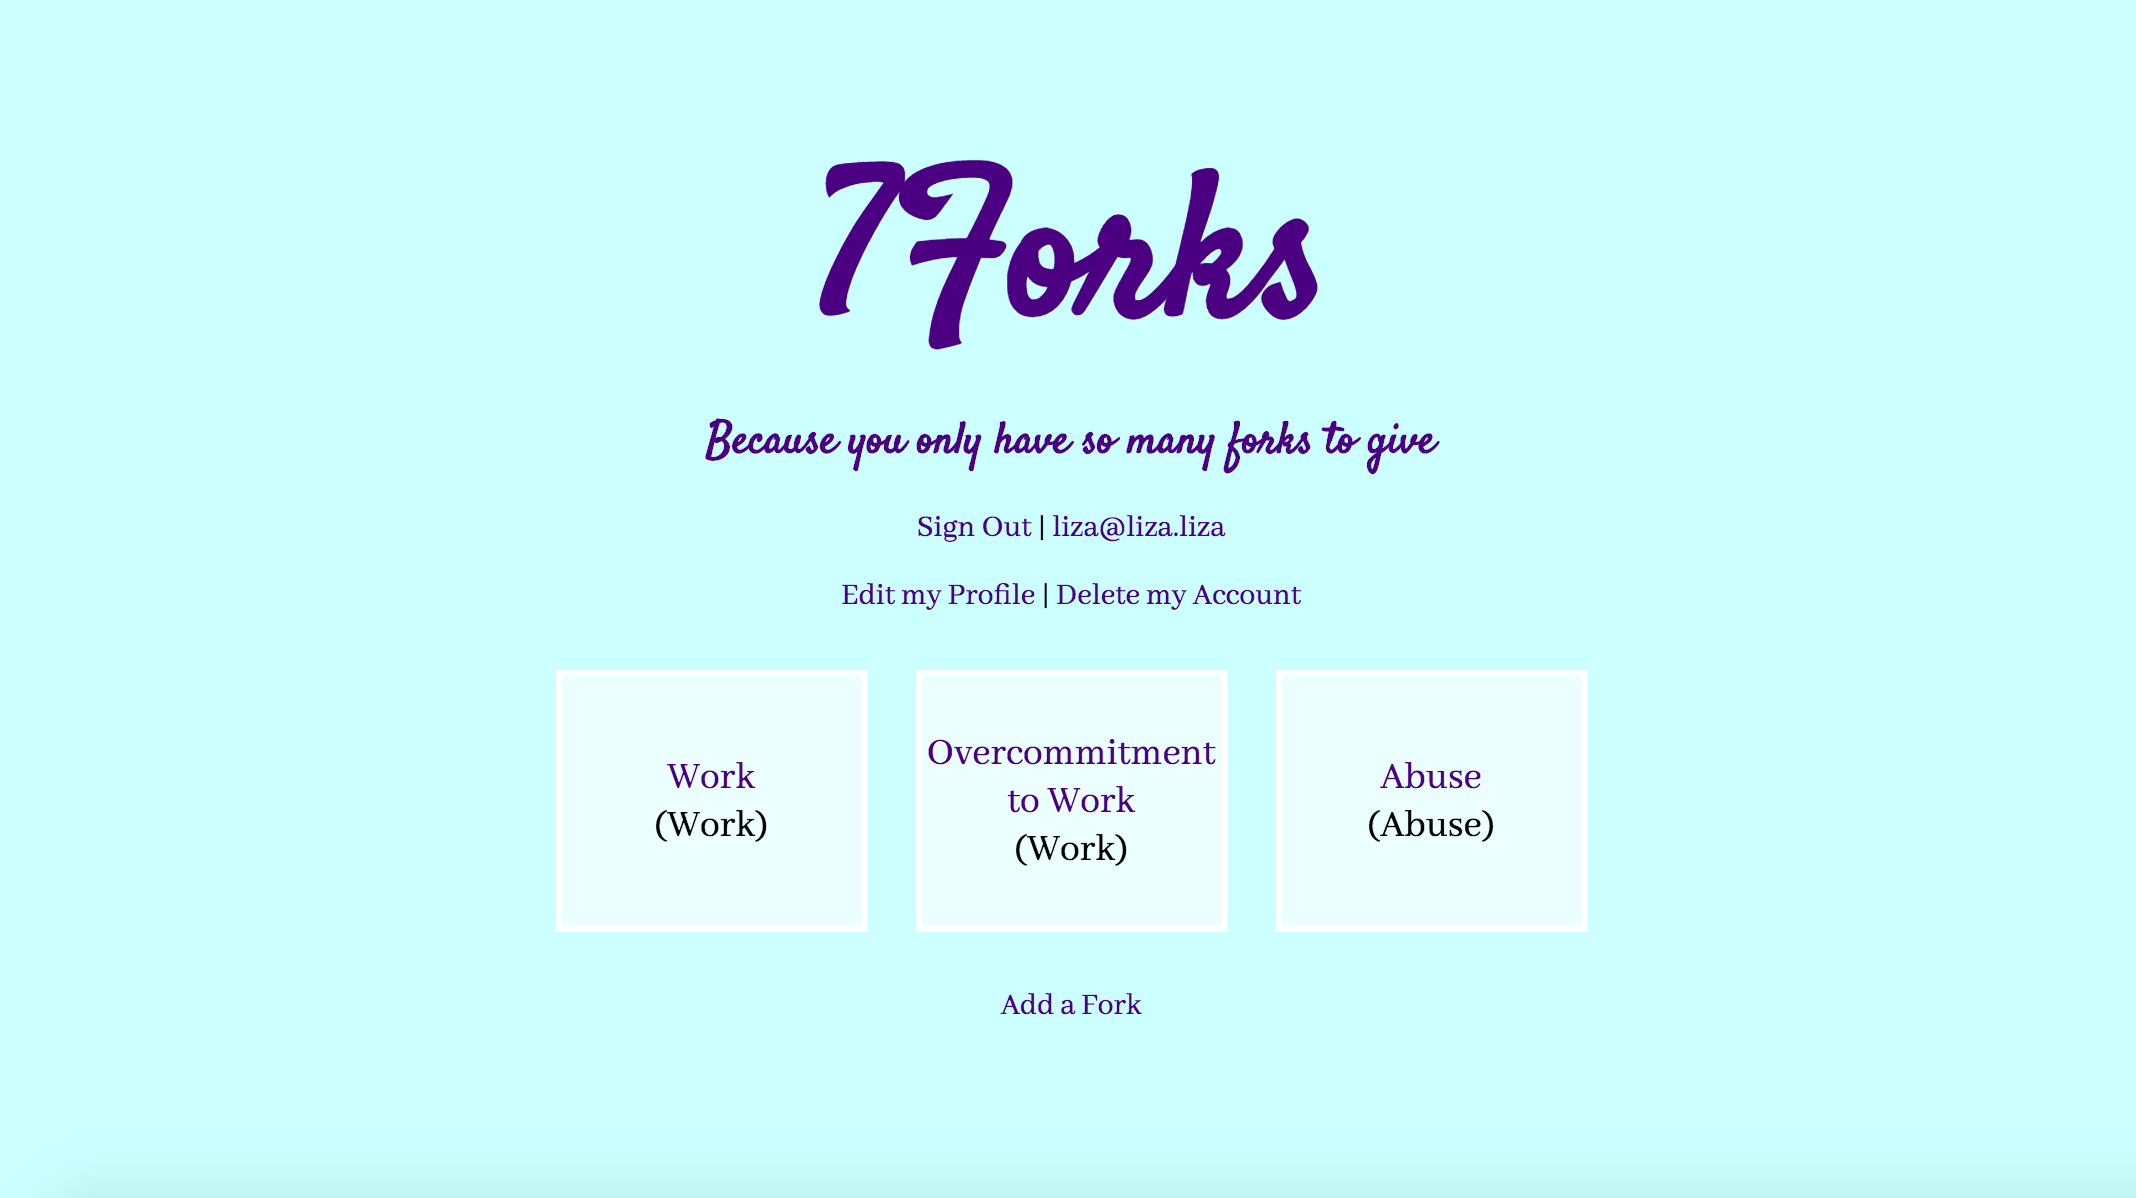 7Forks
Because you only have so many forks to give
Sign Out | liza@liza.liza
Edit my Profile | Delete my Account
Work
(Work)
Overcommitment
to Work
(Work)
Abuse
(Abuse)
Add a Fork